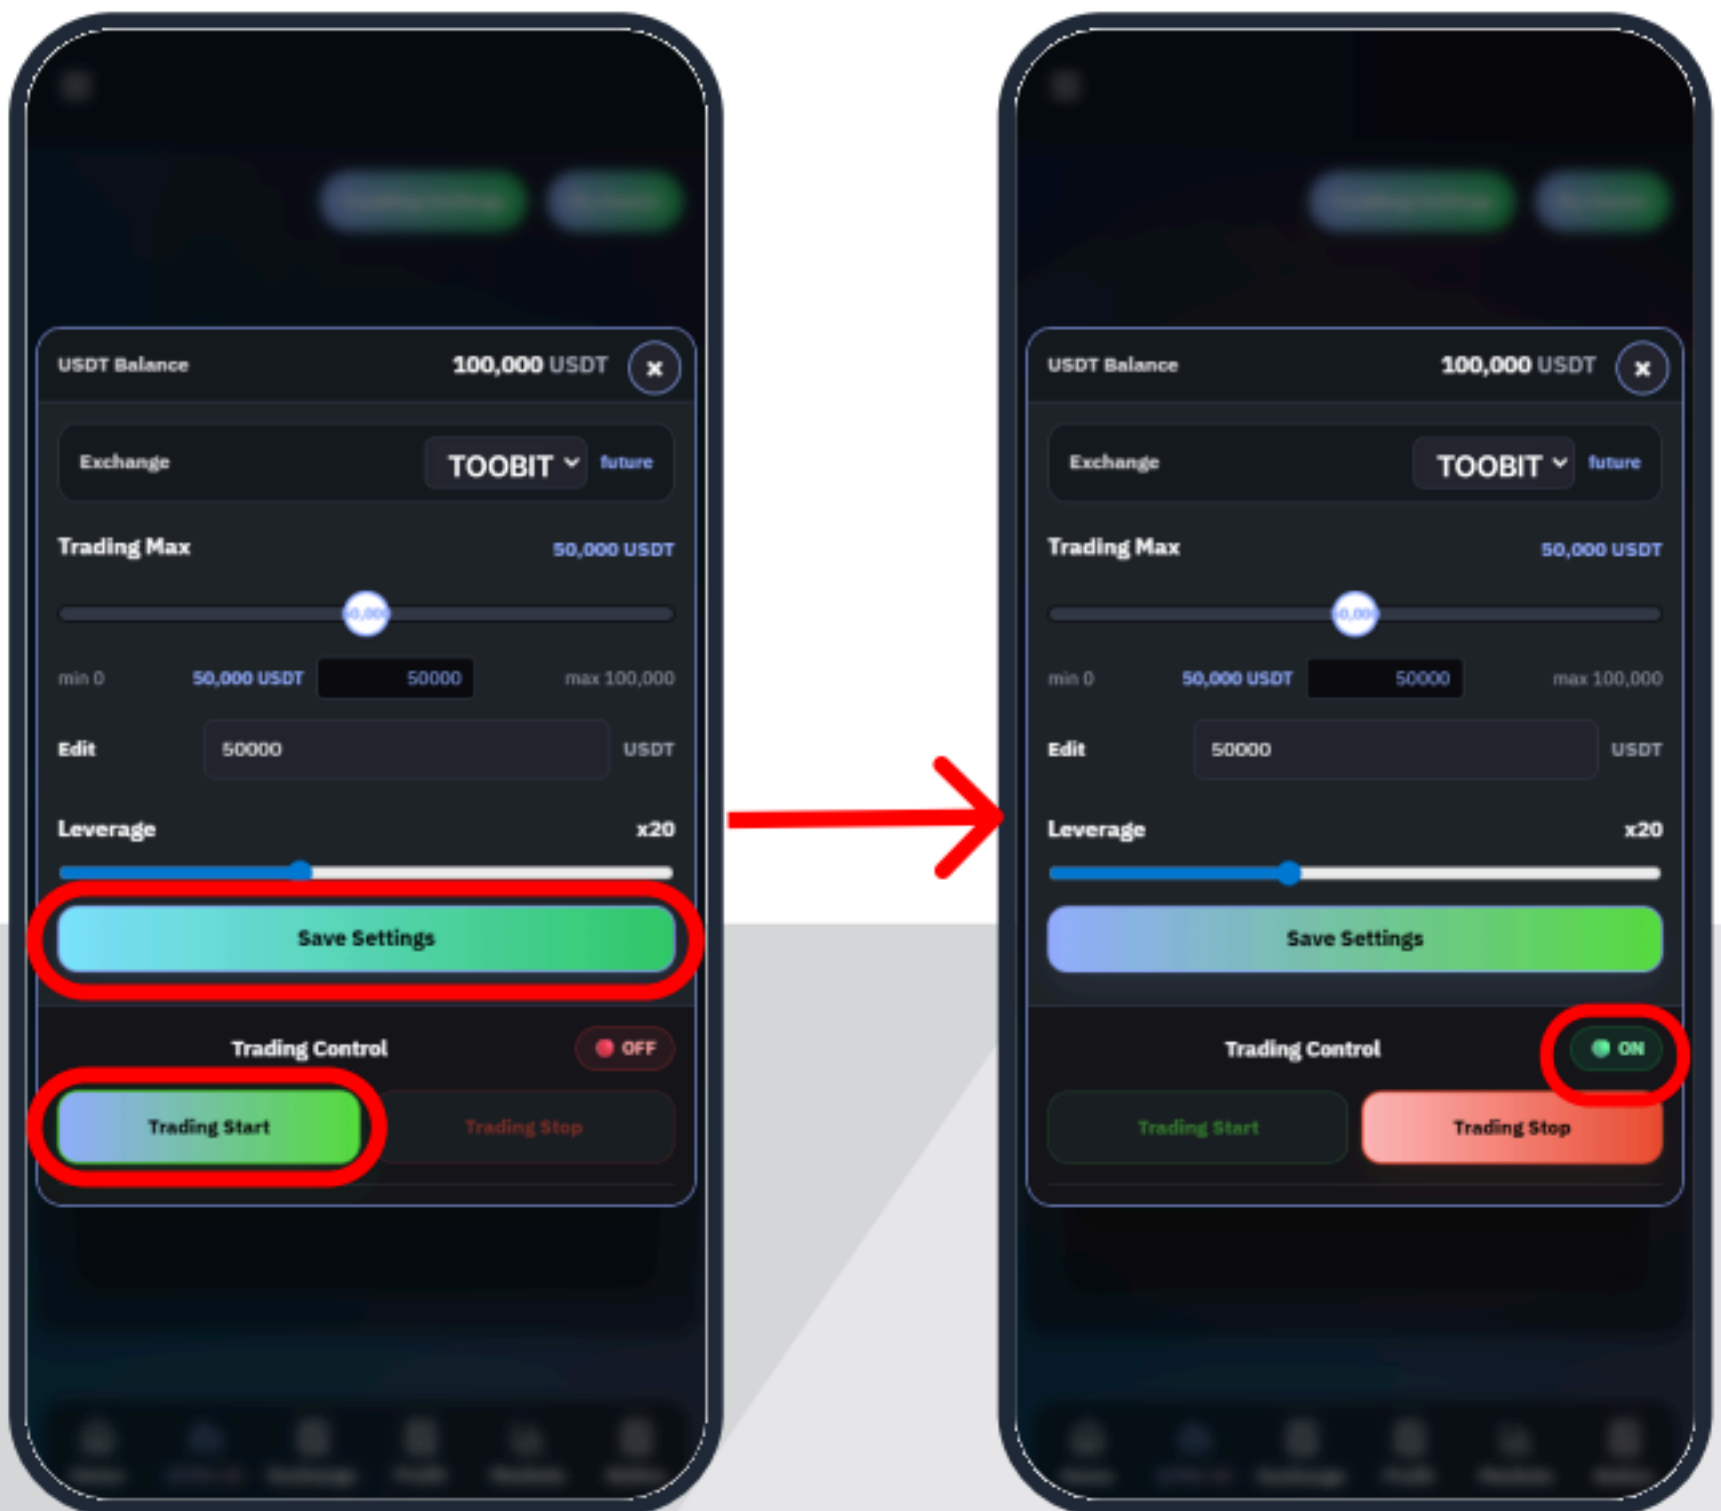 USDT Balance 100,000 USDT ×
Exchange TOOBIT future
Trading Max 50,000 USDT
min 0 50,000 USDT 50000 max 100,000
Edit 50000 USDT
Leverage x20
Save Settings
Trading Control OFF
Trading Start Trading Stop
USDT Balance 100,000 USDT ×
Exchange TOOBIT future
Trading Max 50,000 USDT
min 0 50,000 USDT 50000 max 100,000
Edit 50000 USDT
Leverage x20
Save Settings
Trading Control ON
Trading Start Trading Stop